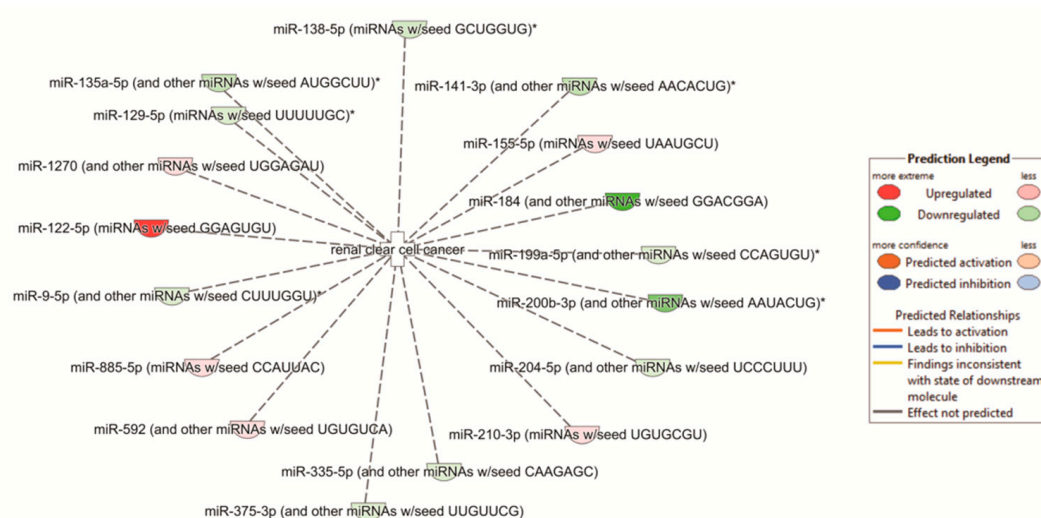 miR-138-5p (miRNAs w/seed GCUGGUG)*
miR-135a-5p (and other miRNAs w/seed AUGGCUU)*
miR-141-3p (and other miRNAs w/seed AACACUG)*
miR-129-5p (miRNAs w/seed UUUUUGC)*
miR-155-5p (miRNAs w/seed UAAUGCU)
miR-1270 (and other miRNAs w/seed UGGAGAU)
miR-184 (and other miRNAs w/seed GGACGGA)
miR-122-5p (miRNAs w/seed GGAGUGU)
renal clear cell cancer
miR-199a-5p (and other miRNAs w/seed CCAGUGU)*
miR-9-5p (and other miRNAs w/seed CUUUGGU)*
miR-200b-3p (and other miRNAs w/seed AAUACUG)*
miR-885-5p (miRNAs w/seed CCAUUAC)
miR-204-5p (and other miRNAs w/seed UCCCUUU)
miR-592 (and other miRNAs w/seed UGUGUCA)
miR-210-3p (miRNAs w/seed UGUGCGU)
miR-335-5p (and other miRNAs w/seed CAAGAGC)
miR-375-3p (and other miRNAs w/seed UUGUUCG)
Prediction Legend
more extreme less
Upregulated
Downregulated
more confidence less
Predicted activation
Predicted inhibition
Predicted Relationships
Leads to activation
Leads to inhibition
Findings inconsistent
with state of downstream
molecule
Effect not predicted